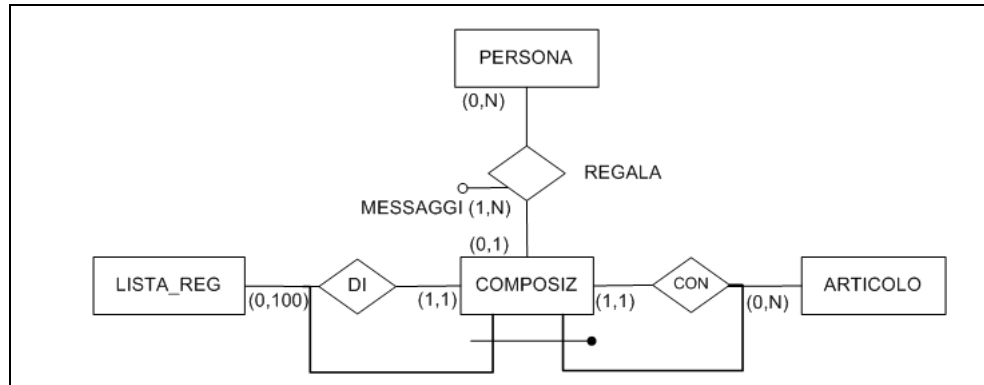 PERSONA
(0,N)
REGALA
MESSAGGI (1,N)
(0,1)
LISTA_REG
(0,100)
DI
(1,1)
COMPOSIZ
(1,1)
CON
(0,N)
ARTICOLO